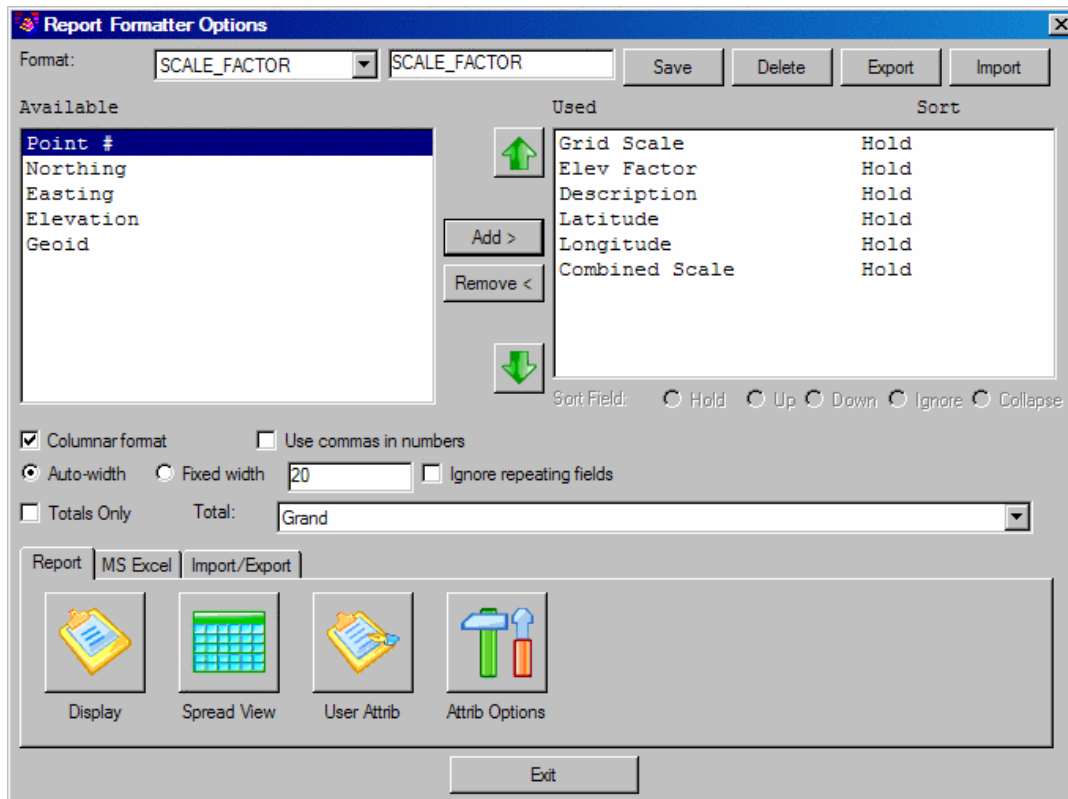 Report Formatter Options
Format: SCALE_FACTOR SCALE_FACTOR Save Delete Export Import
Available Used Sort
Point #
Northing
Easting
Elevation
Geoid
Add >
Remove <
Grid Scale Hold
Elev Factor Hold
Description Hold
Latitude Hold
Longitude Hold
Combined Scale Hold
Sort Field: Hold Up Down Ignore Collapse
Columnar format Use commas in numbers
Auto-width Fixed width 20 Ignore repeating fields
Totals Only Total: Grand
Report MS Excel Import/Export
Display Spread View User Attrib Attrib Options
Exit